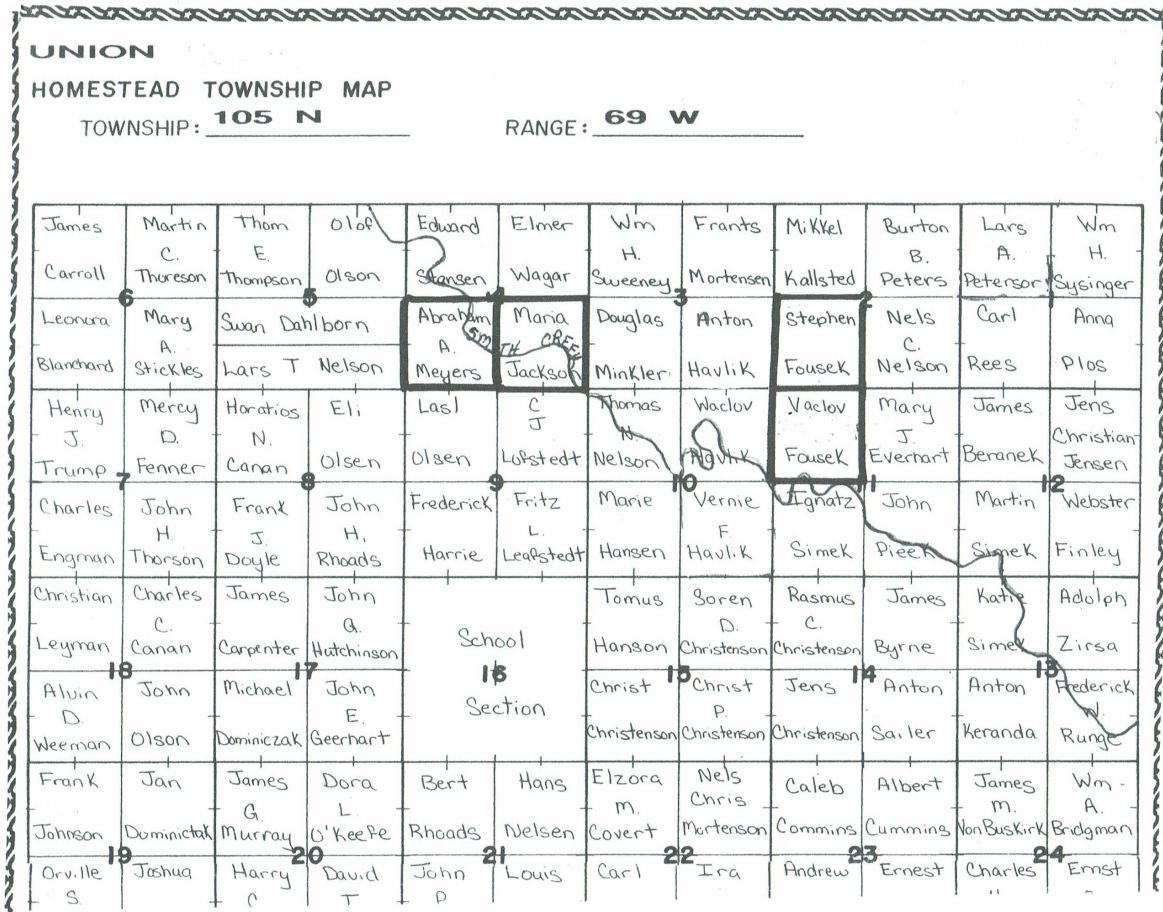 UNION
HOMESTEAD TOWNSHIP MAP
TOWNSHIP: 105 N RANGE: 69 W
James Martin Thom Olof Edward Elmer Wm Frants Mikkel Burton Lars Wm
C. E. H. B. A. H.
Carroll Thoreson Thompson Olson Stensen Wagar Sweeney Mortensen Kallsted Peters Peterson Sysinger
6 5 4 3 2 1
Leonora Mary Swan Dahlborn Abraham Maria Douglas Anton Stephen Nels Carl Anna
A. A. SMITH CREEK C.
Blanchard Stickles Lars T Nelson Meyers Jackson Minkler Havlik Fousek Nelson Rees Plos
Henry Mercy Horatios Eli Lasl C Thomas Waclov Vaclov Mary James Jens
J. D. N. J N J. Christian
Trump Fenner Canan Olsen Olsen Lofstedt Nelson Havlik Fousek Everhart Beranek Jensen
7 8 9 10 11 12
Charles John Frank John Frederick Fritz Marie Vernie Ignatz John Martin Webster
H. J. H. L. F.
Engman Thorson Doyle Rhoads Harrie Leafstedt Hansen Havlik Simek Picek Simek Finley
Christian Charles James John Tomus Soren Rasmus James Katie Adolph
C. Q. School D. C.
Leyman Canan Carpenter Hutchinson Hanson Christenson Christenson Byrne Simek Zirsa
18 17 16 15 14 13
Alvin John Michael John Section Christ Christ Jens Anton Anton Frederick
D. E. P. W.
Weeman Olson Dominiczak Geerhart Christenson Christenson Christenson Sailer Keranda Runge
Frank Jan James Dora Bert Hans Elzora Nels Caleb Albert James Wm.
G. L. M. Chris M. A.
Johnson Dominictak Murray O'Keefe Rhoads Nelsen Covert Mortenson Commins Cummins VonBuskirk Bridgman
19 20 21 22 23 24
Orville Joshua Harry David John Louis Carl Ira Andrew Ernest Charles Ernst
S. C T P